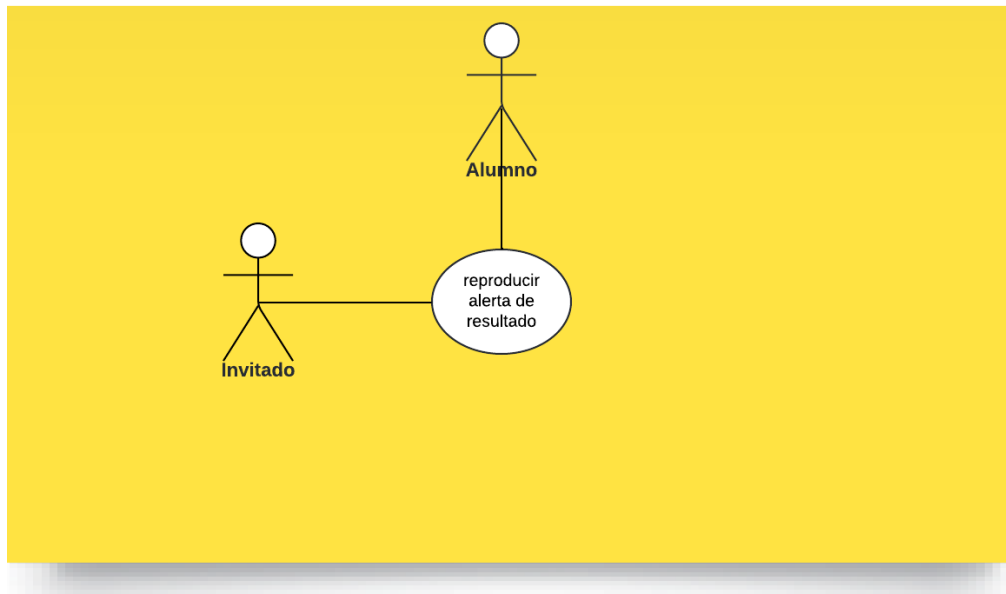 Alumno
reproducir
alerta de
resultado
Invitado